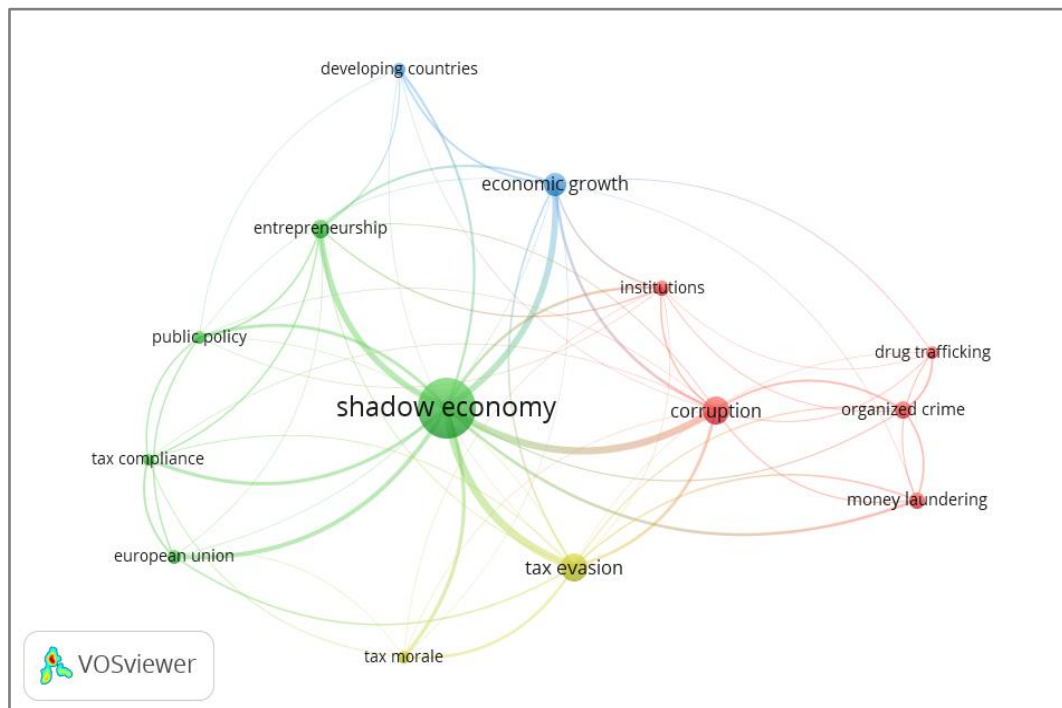 developing countries
economic growth
entrepreneurship
institutions
public policy
drug trafficking
shadow economy
corruption
organized crime
tax compliance
money laundering
european union
tax evasion
tax morale
VOSviewer